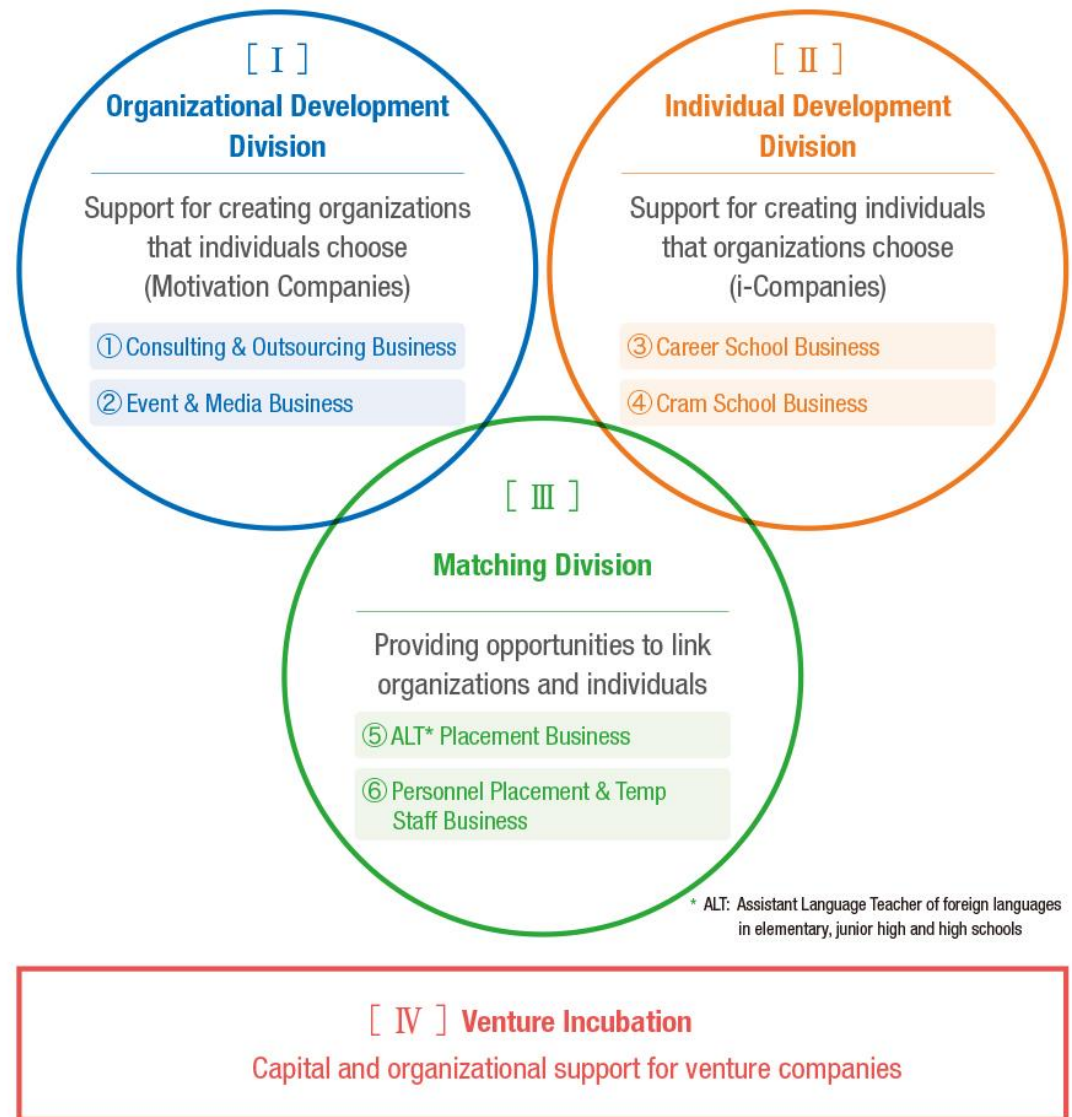 [ Ⅰ ]
Organizational Development
Division
Support for creating organizations
that individuals choose
(Motivation Companies)
① Consulting & Outsourcing Business
② Event & Media Business
[ Ⅱ ]
Individual Development
Division
Support for creating individuals
that organizations choose
(i-Companies)
③ Career School Business
④ Cram School Business
[ Ⅲ ]
Matching Division
Providing opportunities to link
organizations and individuals
⑤ ALT* Placement Business
⑥ Personnel Placement & Temp
Staff Business
* ALT: Assistant Language Teacher of foreign languages
in elementary, junior high and high schools
[ Ⅳ ] Venture Incubation
Capital and organizational support for venture companies